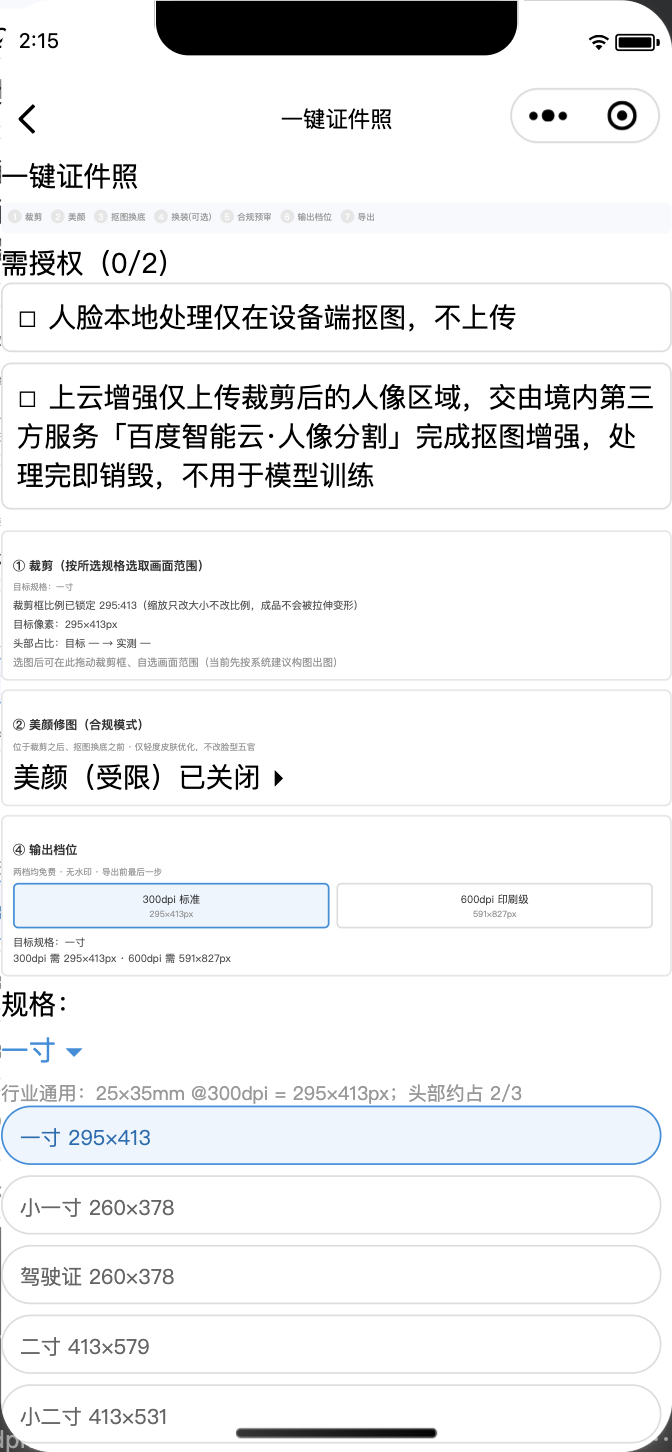 2:15
一键证件照
一键证件照
1 裁剪 2 美颜 3 抠图换底 4 换装(可选) 5 合规预审 6 输出档位 7 导出
需授权（0/2）
□ 人脸本地处理仅在设备端抠图，不上传
□ 上云增强仅上传裁剪后的人像区域，交由境内第三
方服务「百度智能云·人像分割」完成抠图增强，处
理完即销毁，不用于模型训练
① 裁剪（按所选规格选取画面范围）
目标规格：一寸
裁剪框比例已锁定 295:413（缩放只改大小不改比例，成品不会被拉伸变形）
目标像素：295×413px
头部占比：目标 — → 实测 —
选图后可在此拖动裁剪框、自选画面范围（当前先按系统建议构图出图）
② 美颜修图（合规模式）
位于裁剪之后、抠图换底之前 · 仅轻度皮肤优化，不改脸型五官
美颜（受限）已关闭 ▸
④ 输出档位
两档均免费 · 无水印 · 导出前最后一步
300dpi 标准
295×413px
600dpi 印刷级
591×827px
目标规格：一寸
300dpi 需 295×413px · 600dpi 需 591×827px
规格：
一寸
行业通用：25×35mm @300dpi = 295×413px；头部约占 2/3
一寸 295×413
小一寸 260×378
驾驶证 260×378
二寸 413×579
小二寸 413×531